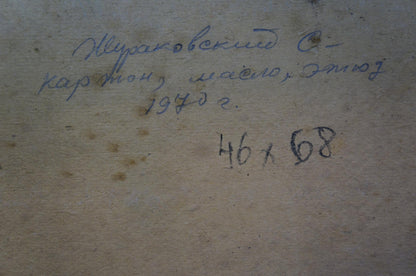 Жураковский С-
картон, масло, этюд
1970 г.
46 x 68